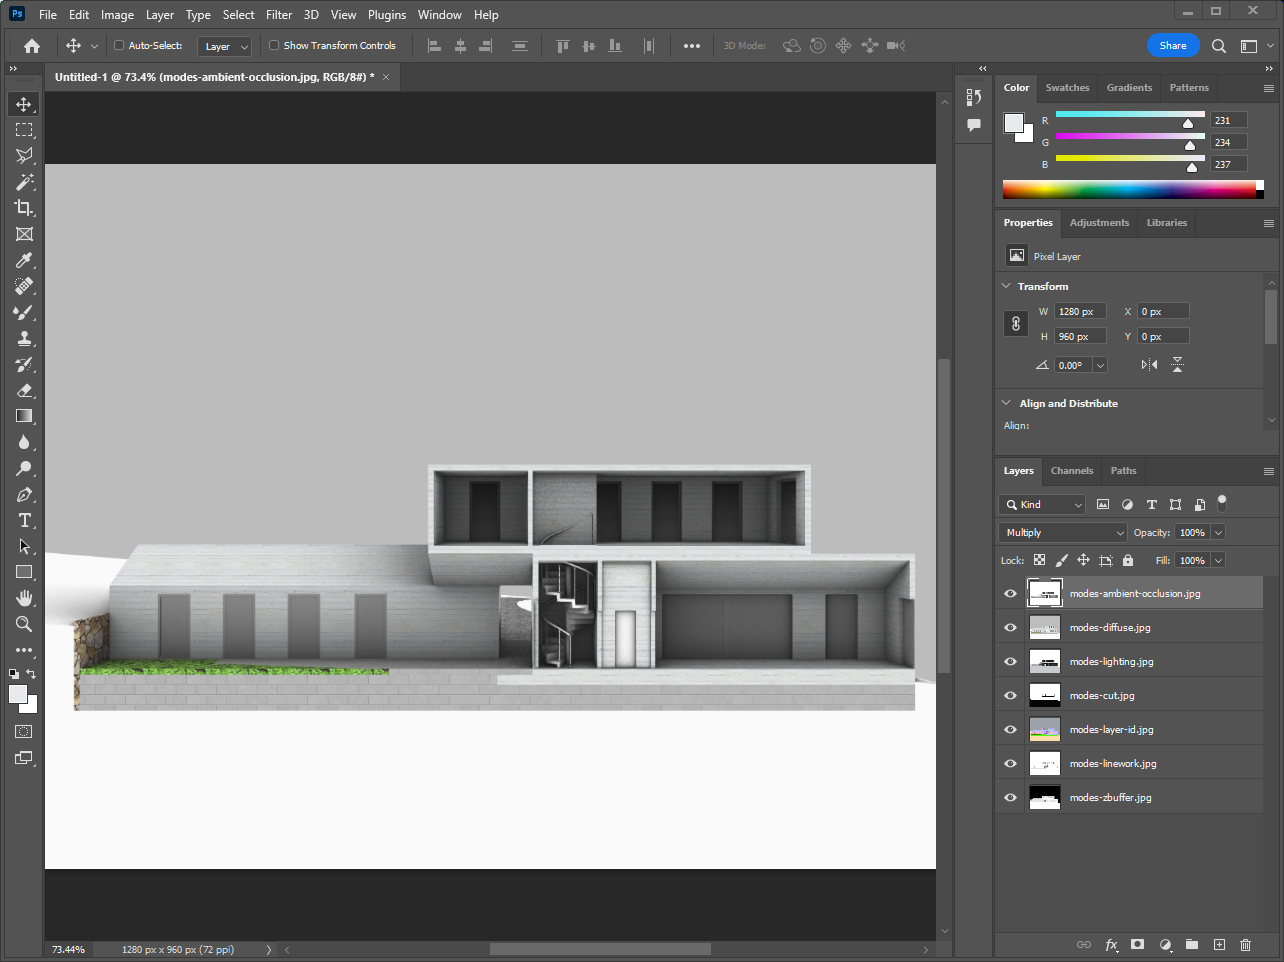 Ps File Edit Image Layer Type Select Filter 3D View Plugins Window Help
Auto-Select: Layer Show Transform Controls 3D Mode: Share
Untitled-1 @ 73.4% (modes-ambient-occlusion.jpg, RGB/8#) *
Color Swatches Gradients Patterns
R 231
G 234
B 237
Properties Adjustments Libraries
Pixel Layer
Transform
W 1280 px X 0 px
H 960 px Y 0 px
0.00°
Align and Distribute
Align:
Layers Channels Paths
Kind
Multiply Opacity: 100%
Lock: Fill: 100%
modes-ambient-occlusion.jpg
modes-diffuse.jpg
modes-lighting.jpg
modes-cut.jpg
modes-layer-id.jpg
modes-linework.jpg
modes-zbuffer.jpg
73.44% 1280 px x 960 px (72 ppi)